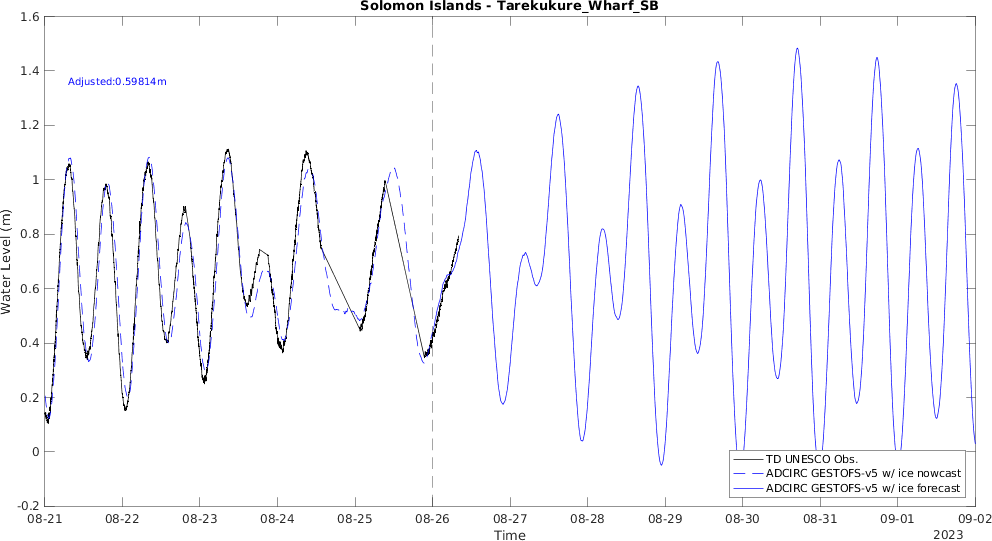 Solomon Islands - Tarekukure_Wharf_SB
Adjusted:0.59814m
Water Level (m)
1.6
1.4
1.2
1
0.8
0.6
0.4
0.2
0
-0.2
TD UNESCO Obs.
ADCIRC GESTOFS-v5 w/ ice nowcast
ADCIRC GESTOFS-v5 w/ ice forecast
08-21 08-22 08-23 08-24 08-25 08-26 08-27 08-28 08-29 08-30 08-31 09-01 09-02
Time
2023